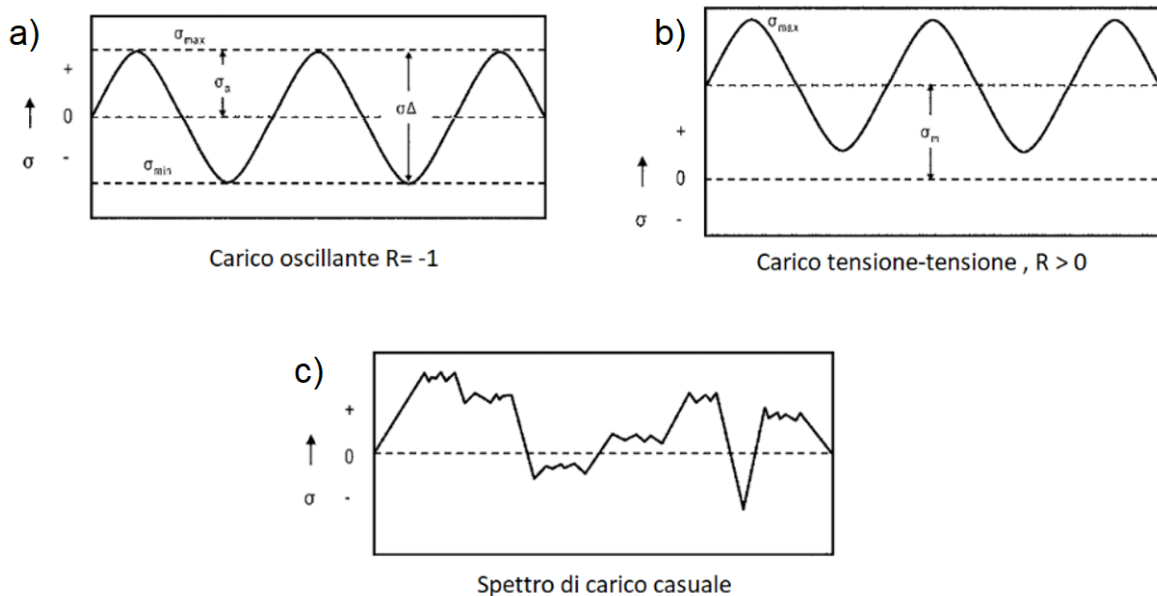 a)
σmax
+
σa
0
σΔ
σ
-
σmin
Carico oscillante R= -1
b)
σmax
+
σm
0
σ
-
Carico tensione-tensione , R > 0
c)
+
0
σ
-
Spettro di carico casuale